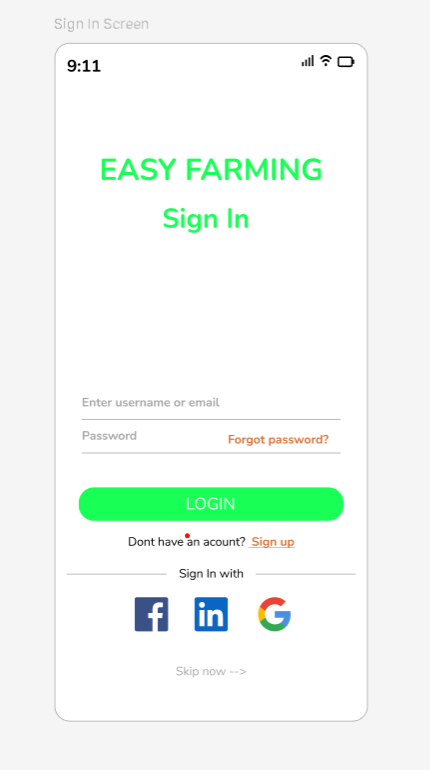 Sign In Screen
9:11
EASY FARMING
Sign In
Enter username or email
Password
Forgot password?
LOGIN
Dont have an acount? Sign up
Sign In with
f in G
Skip now -->